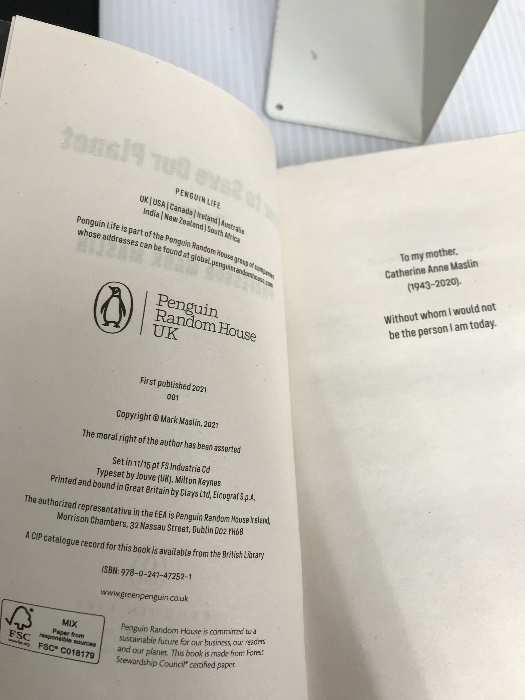 PENGUIN LIFE
UK | USA | Canada | Ireland | Australia
India | New Zealand | South Africa
Penguin Life is part of the Penguin Random House group of companies
whose addresses can be found at global.penguinrandomhouse.com
Penguin
Random House
UK
First published 2021
001
Copyright © Mark Maslin, 2021
The moral right of the author has been asserted
Set in 11/15 pt FS Industrie Cd
Typeset by Jouve (UK), Milton Keynes
Printed and bound in Great Britain by Clays Ltd, Elcograf S.p.A.
The authorized representative in the EEA is Penguin Random House Ireland,
Morrison Chambers, 32 Nassau Street, Dublin D02 YH68
A CIP catalogue record for this book is available from the British Library
ISBN: 978-0-241-47252-1
www.greenpenguin.co.uk
FSC
MIX
Paper from
responsible sources
FSC® C018179
Penguin Random House is committed to a
sustainable future for our business, our readers
and our planet. This book is made from Forest
Stewardship Council® certified paper.
To my mother,
Catherine Anne Maslin
(1943–2020).
Without whom I would not
be the person I am today.